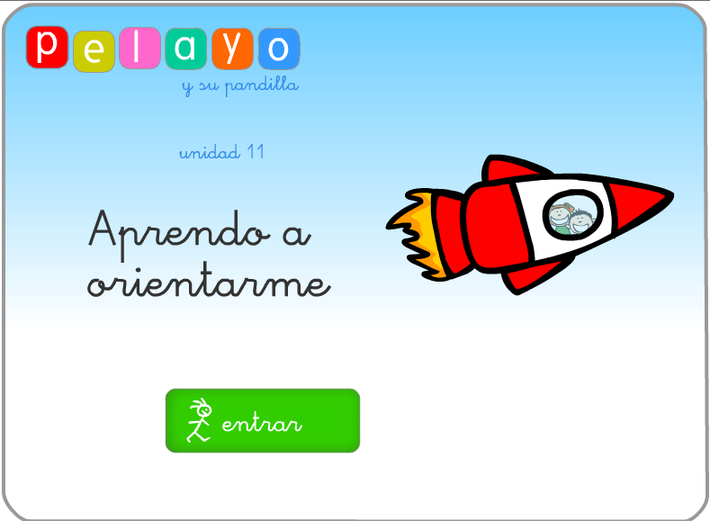 pelayo
y su pandilla
unidad 11
Aprendo a
orientarme
entrar